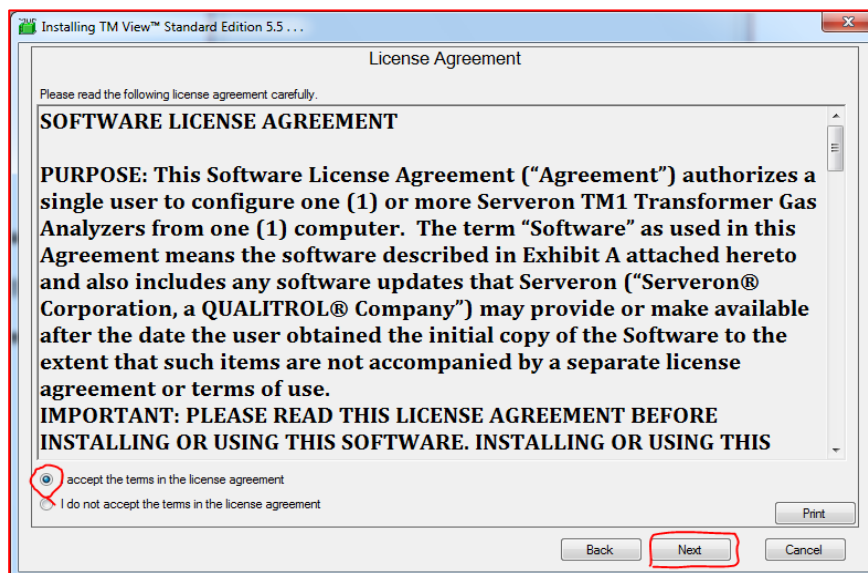 Installing TM View™ Standard Edition 5.5 . . .
License Agreement
Please read the following license agreement carefully.
SOFTWARE LICENSE AGREEMENT
PURPOSE: This Software License Agreement (“Agreement”) authorizes a
single user to configure one (1) or more Serveron TM1 Transformer Gas
Analyzers from one (1) computer.  The term “Software” as used in this
Agreement means the software described in Exhibit A attached hereto
and also includes any software updates that Serveron (“Serveron®
Corporation, a QUALITROL® Company”) may provide or make available
after the date the user obtained the initial copy of the Software to the
extent that such items are not accompanied by a separate license
agreement or terms of use.
IMPORTANT: PLEASE READ THIS LICENSE AGREEMENT BEFORE
INSTALLING OR USING THIS SOFTWARE. INSTALLING OR USING THIS
I accept the terms in the license agreement
I do not accept the terms in the license agreement
Print
Back
Next
Cancel